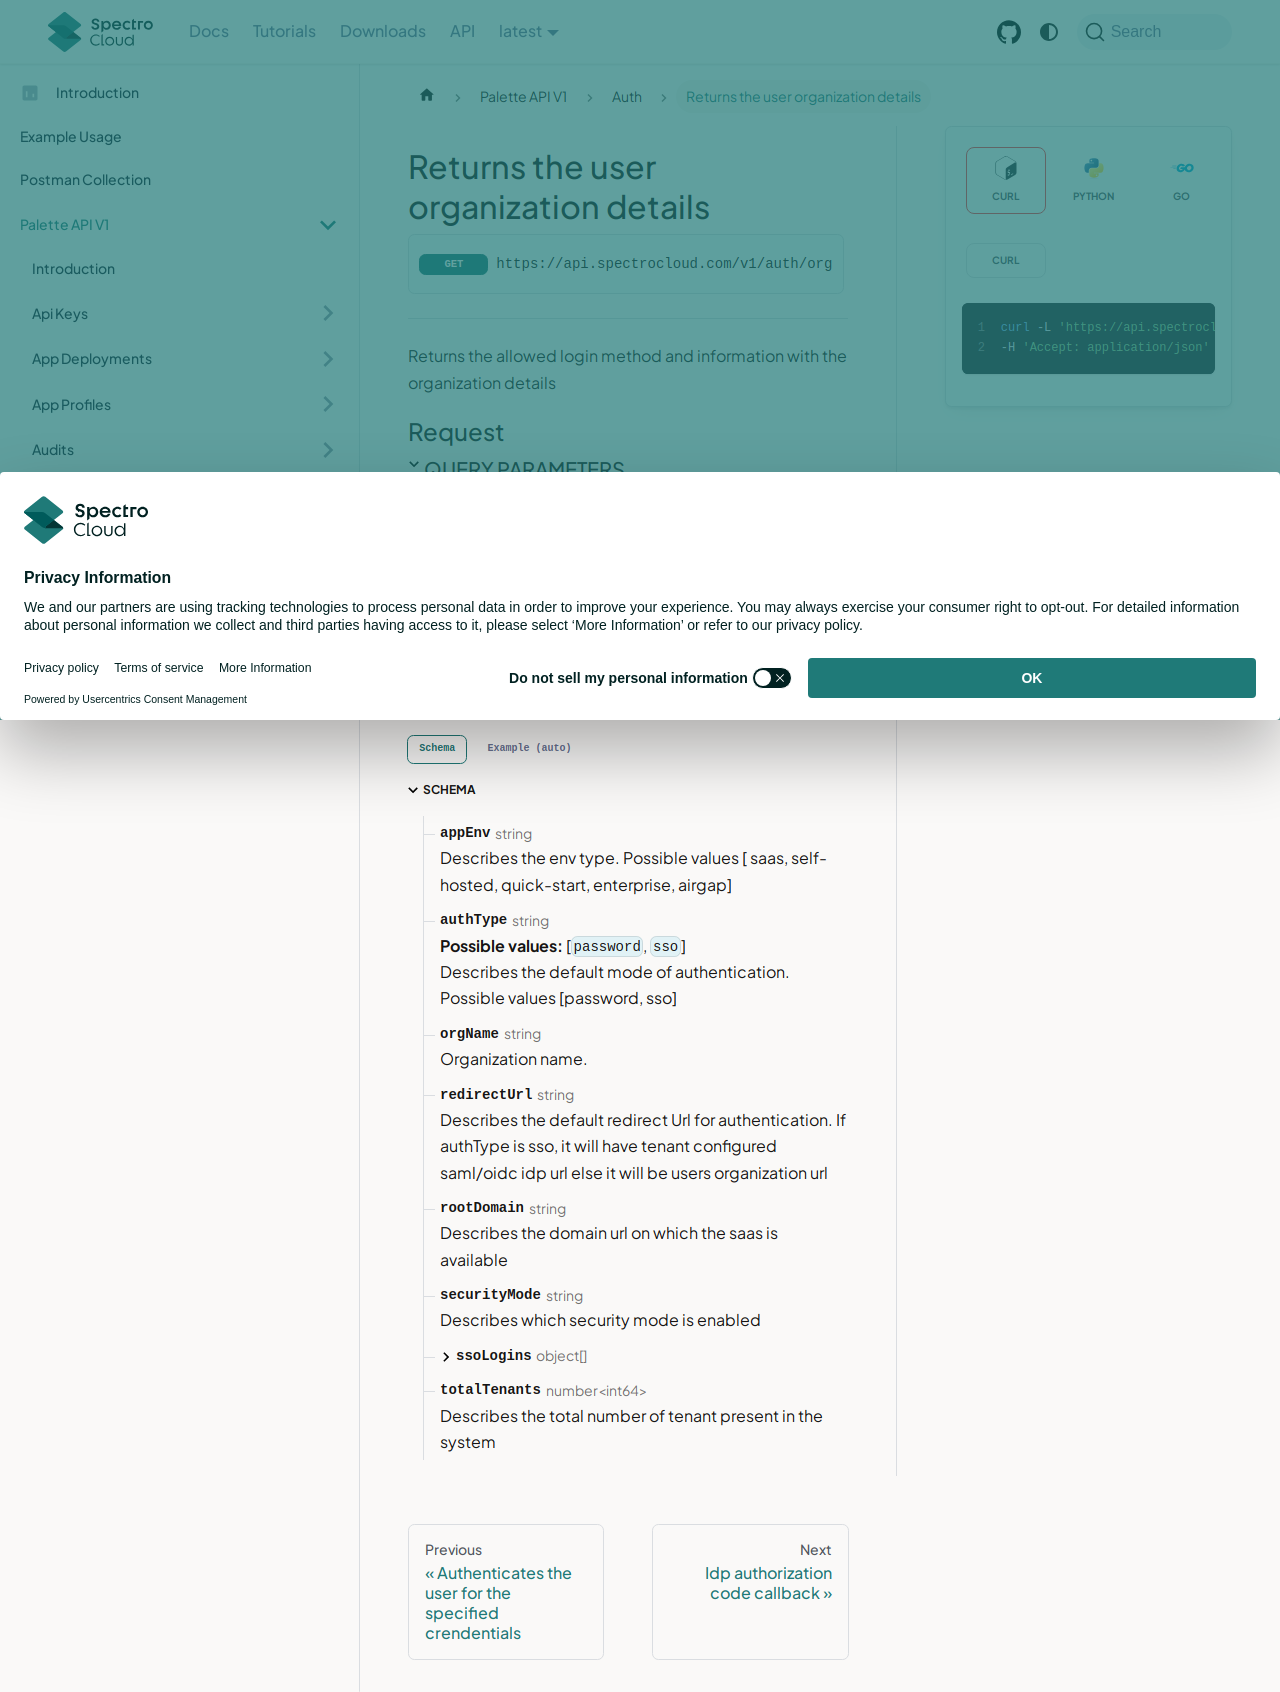 Spectro Cloud
Docs
Tutorials
Downloads
API
latest
Search
Introduction
Example Usage
Postman Collection
Palette API V1
Introduction
Api Keys
App Deployments
App Profiles
Audits
Palette API V1
Auth
Returns the user organization details
Returns the user
organization details
GET
https://api.spectrocloud.com/v1/auth/org
Returns the allowed login method and information with the
organization details
Request
QUERY PARAMETERS
CURL
PYTHON
GO
CURL
1 curl -L 'https://api.spectrocl
2 -H 'Accept: application/json'
Spectro
Cloud
Privacy Information
We and our partners are using tracking technologies to process personal data in order to improve your experience. You may always exercise your consumer right to opt-out. For detailed information
about personal information we collect and third parties having access to it, please select ‘More Information’ or refer to our privacy policy.
Privacy policy
Terms of service
More Information
Powered by Usercentrics Consent Management
Do not sell my personal information
OK
Schema
Example (auto)
SCHEMA
appEnv string
Describes the env type. Possible values [ saas, self-
hosted, quick-start, enterprise, airgap]
authType string
Possible values: [password, sso]
Describes the default mode of authentication.
Possible values [password, sso]
orgName string
Organization name.
redirectUrl string
Describes the default redirect Url for authentication. If
authType is sso, it will have tenant configured
saml/oidc idp url else it will be users organization url
rootDomain string
Describes the domain url on which the saas is
available
securityMode string
Describes which security mode is enabled
ssoLogins object[]
totalTenants number<int64>
Describes the total number of tenant present in the
system
Previous
« Authenticates the
user for the
specified
crendentials
Next
Idp authorization
code callback »